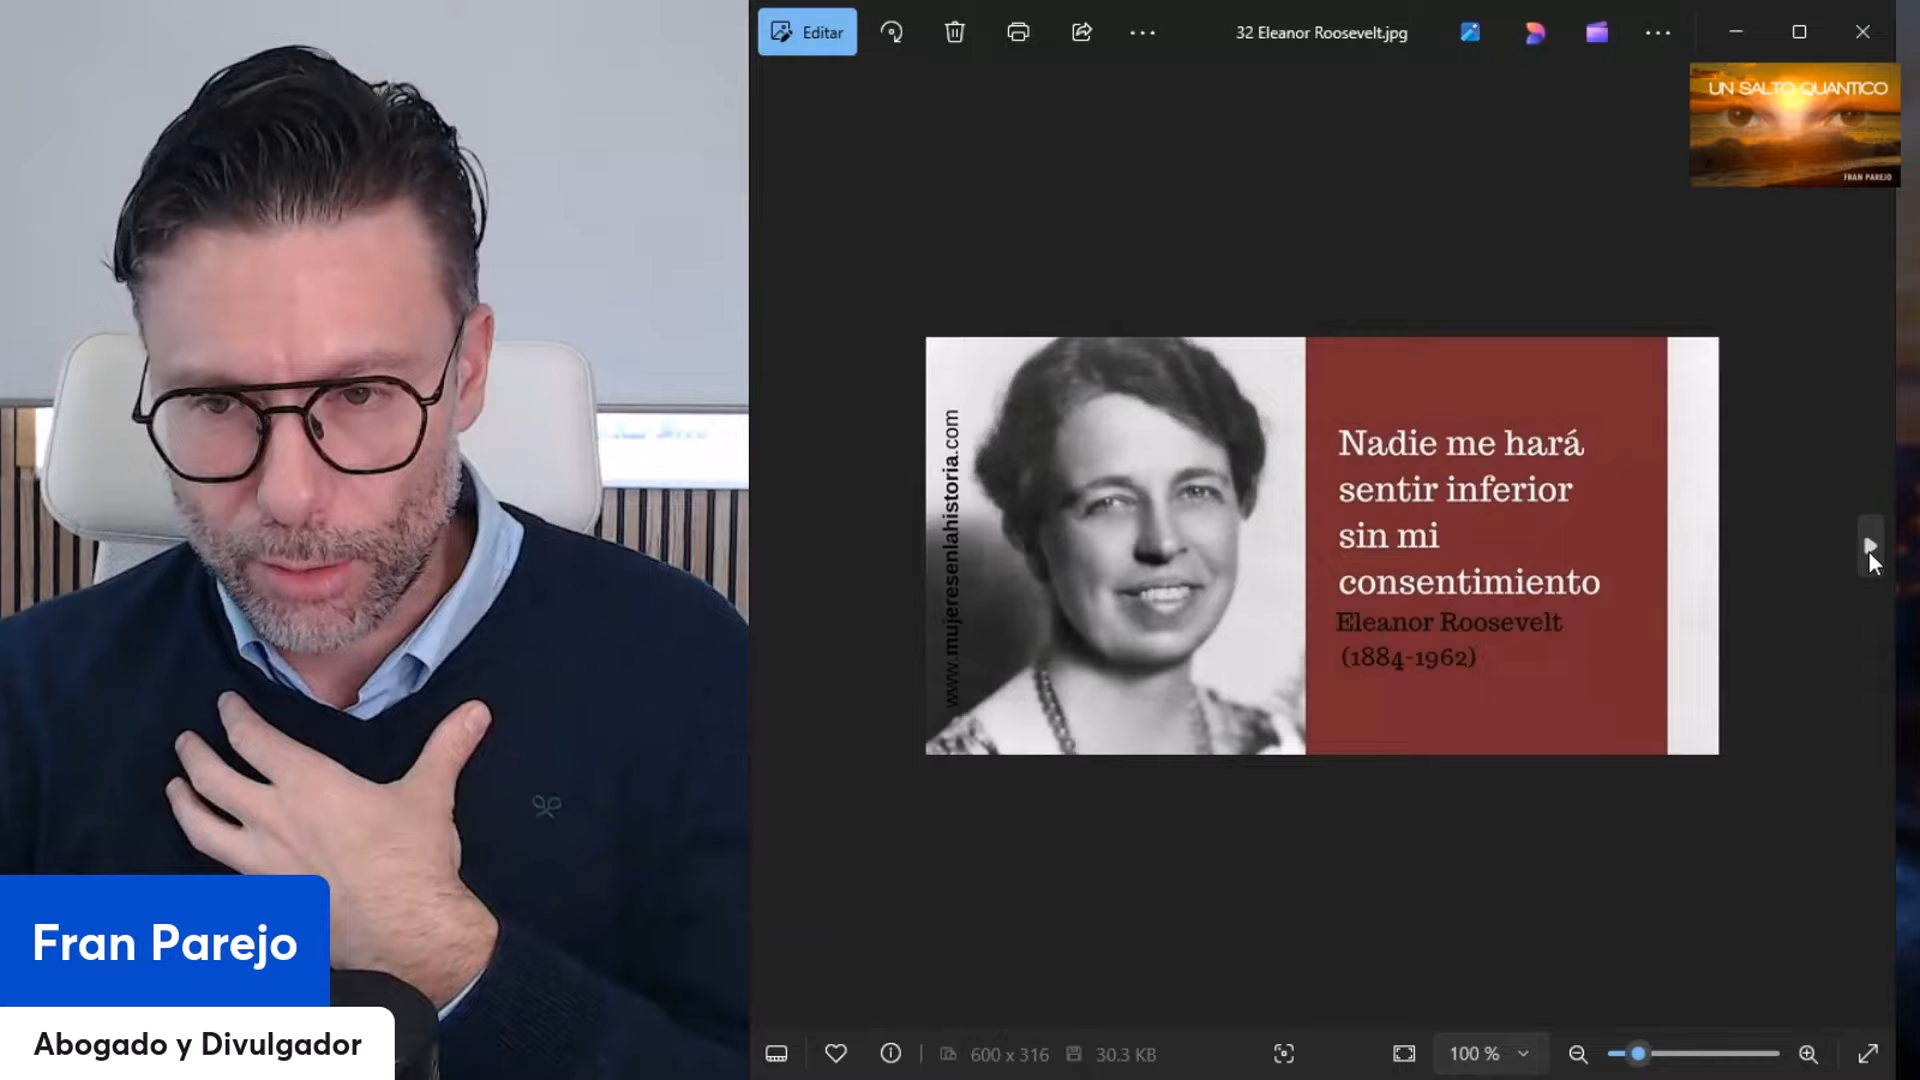 Editar
32 Eleanor Roosevelt.jpg
UN SALTO QUANTICO
FRAN PAREJO
www.mujeresenlahistoria.com
Nadie me hará
sentir inferior
sin mi
consentimiento
Eleanor Roosevelt
(1884-1962)
Fran Parejo
Abogado y Divulgador
600 x 316
30.3 KB
100 %